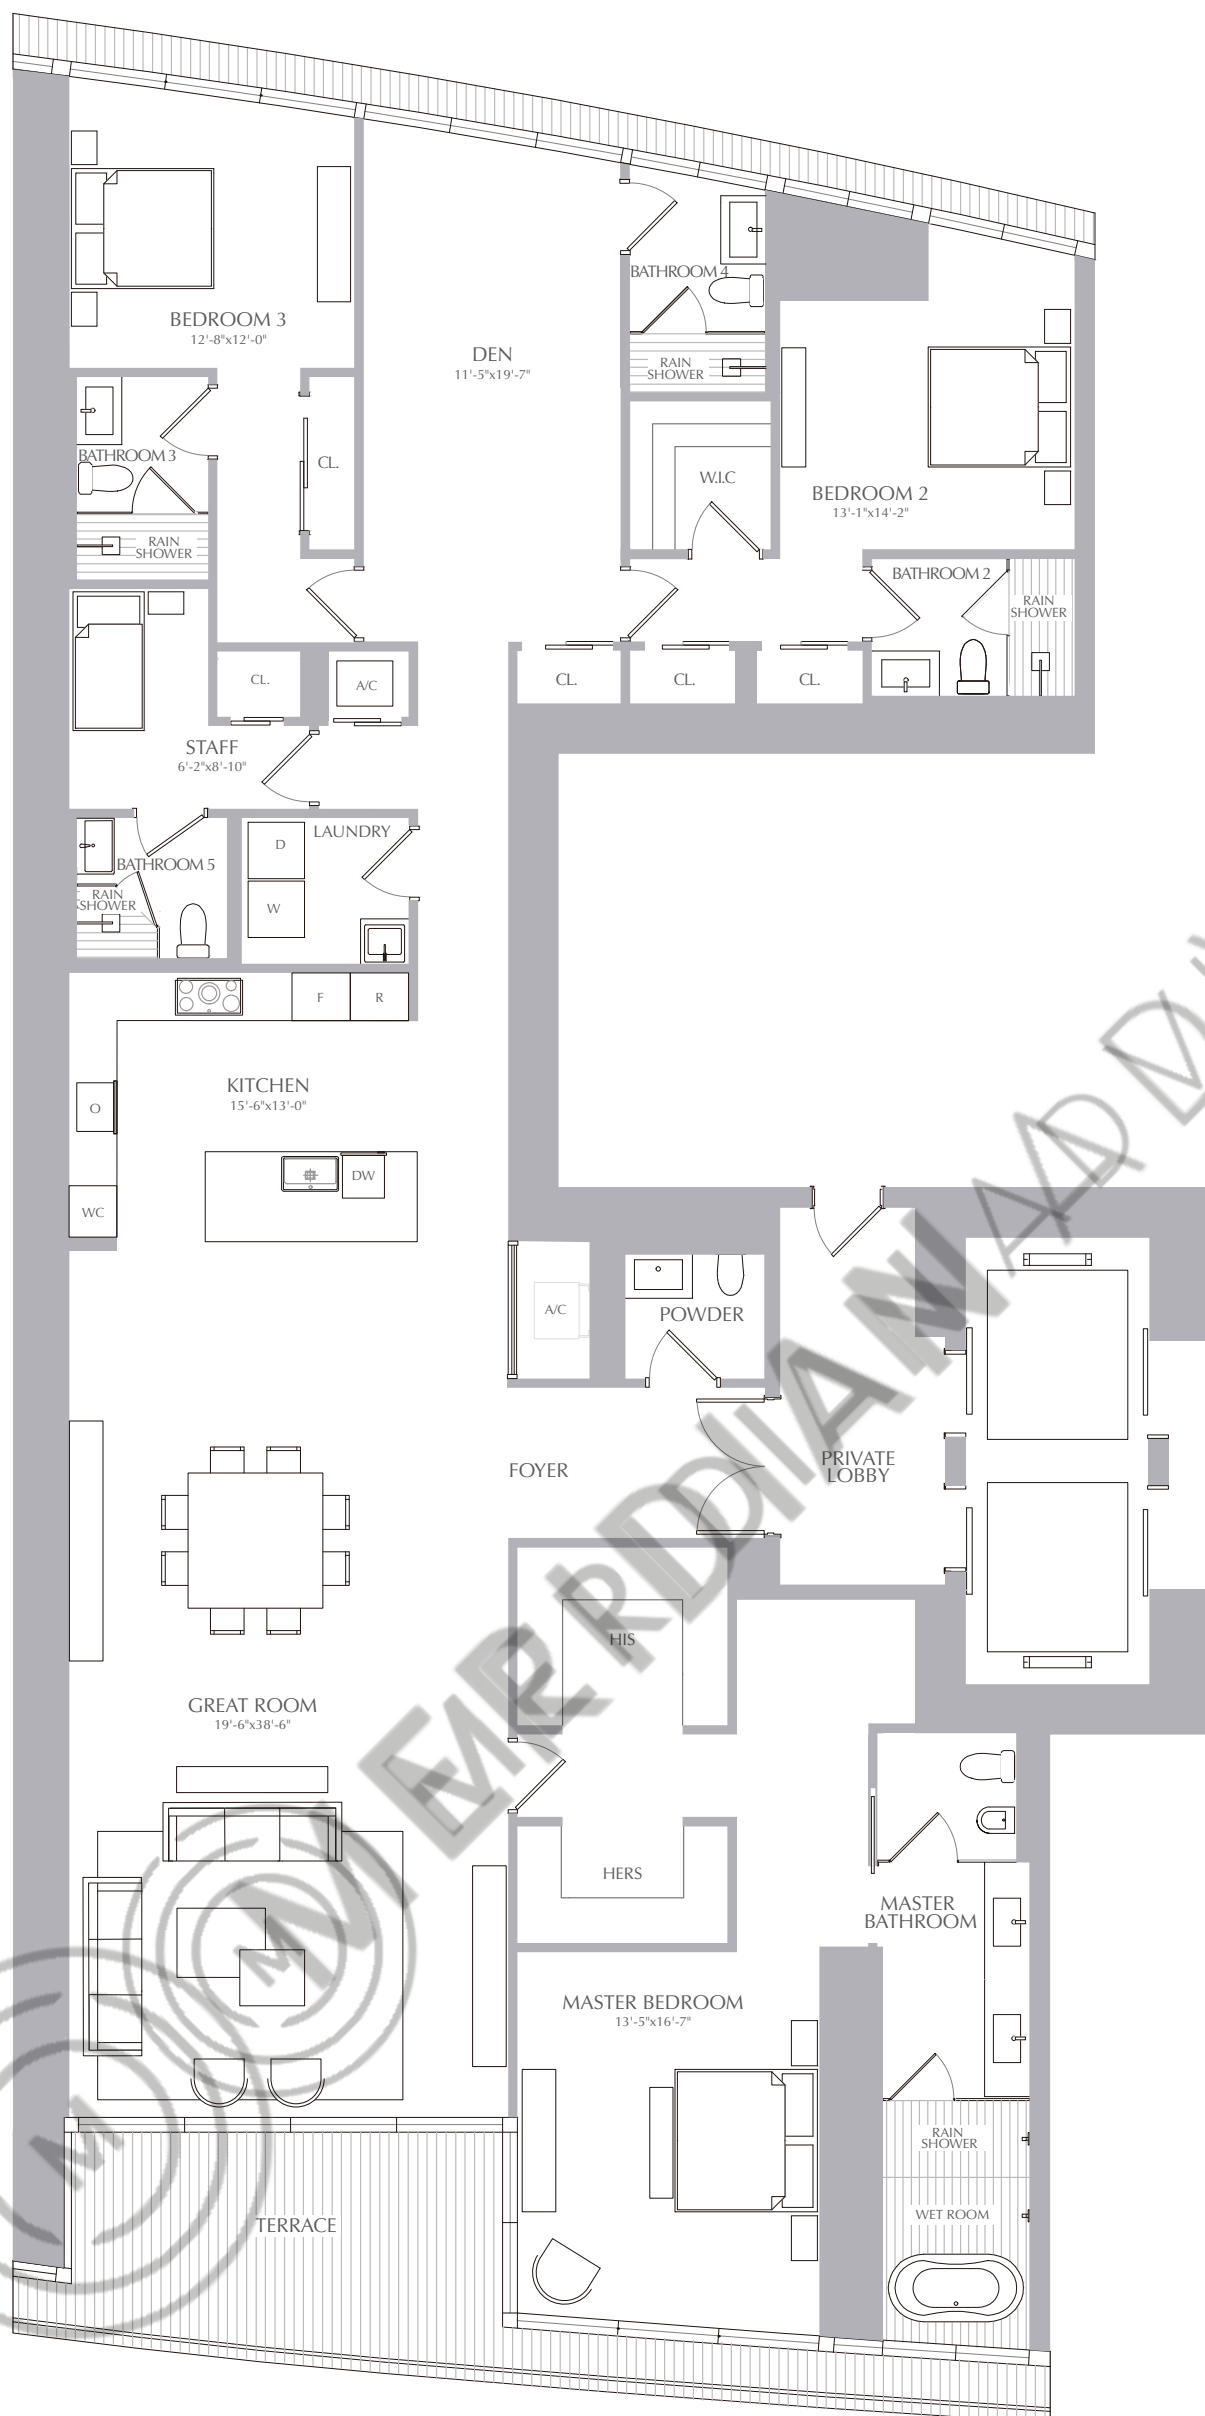 BEDROOM 3
12'-8"x12'-0"
DEN
11'-5"x19'-7"
BATHROOM 4
RAIN
SHOWER
BATHROOM 3
CL.
W.I.C
BEDROOM 2
13'-1"x14'-2"
RAIN
SHOWER
BATHROOM 2
RAIN
SHOWER
CL.
A/C
CL.
CL.
CL.
STAFF
6'-2"x8'-10"
LAUNDRY
D
BATHROOM 5
RAIN
SHOWER
W
F
R
KITCHEN
15'-6"x13'-0"
O
DW
WC
A/C
POWDER
FOYER
PRIVATE
LOBBY
HIS
GREAT ROOM
19'-6"x38'-6"
HERS
MASTER
BATHROOM
MASTER BEDROOM
13'-5"x16'-7"
RAIN
SHOWER
WET ROOM
TERRACE
M
M